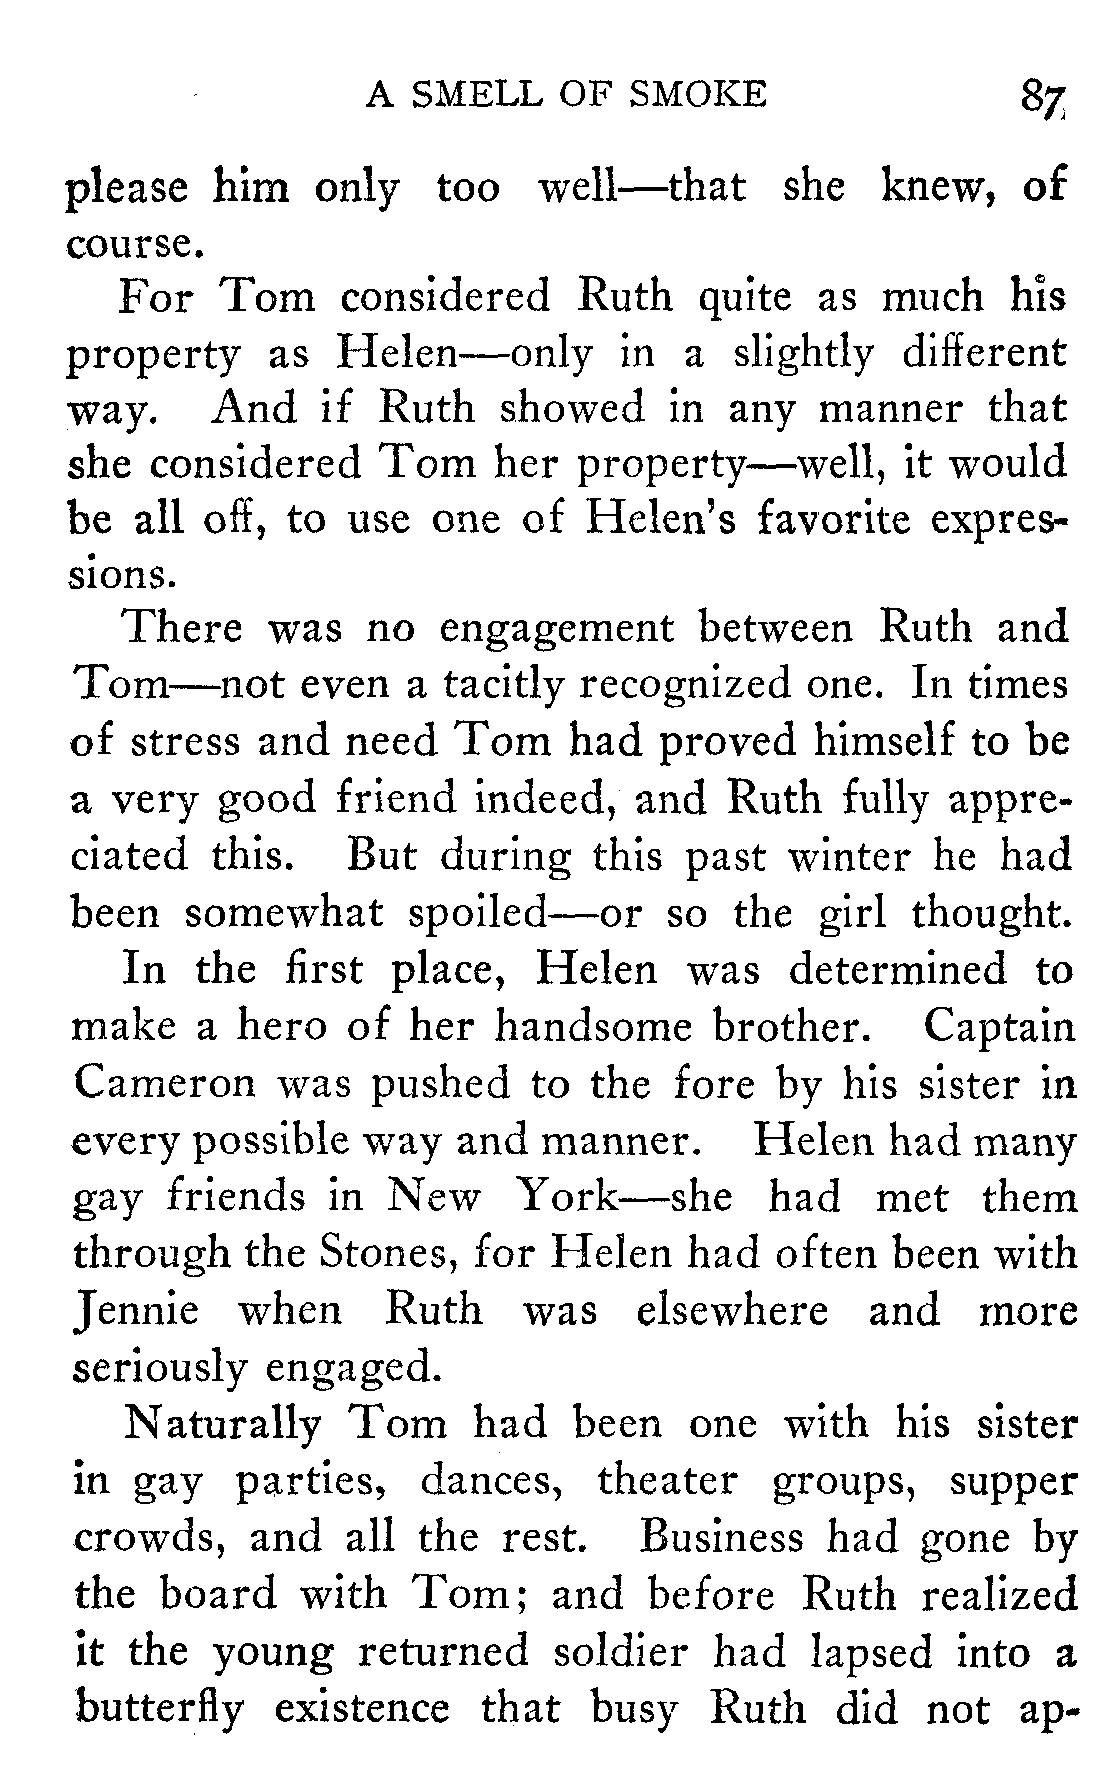 A SMELL OF SMOKE 87
please him only too well—that she knew, of
course.
For Tom considered Ruth quite as much his
property as Helen—only in a slightly different
way. And if Ruth showed in any manner that
she considered Tom her property—well, it would
be all off, to use one of Helen's favorite expres-
sions.
There was no engagement between Ruth and
Tom—not even a tacitly recognized one. In times
of stress and need Tom had proved himself to be
a very good friend indeed, and Ruth fully appre-
ciated this. But during this past winter he had
been somewhat spoiled—or so the girl thought.
In the first place, Helen was determined to
make a hero of her handsome brother. Captain
Cameron was pushed to the fore by his sister in
every possible way and manner. Helen had many
gay friends in New York—she had met them
through the Stones, for Helen had often been with
Jennie when Ruth was elsewhere and more
seriously engaged.
Naturally Tom had been one with his sister
in gay parties, dances, theater groups, supper
crowds, and all the rest. Business had gone by
the board with Tom; and before Ruth realized
it the young returned soldier had lapsed into a
butterfly existence that busy Ruth did not ap-